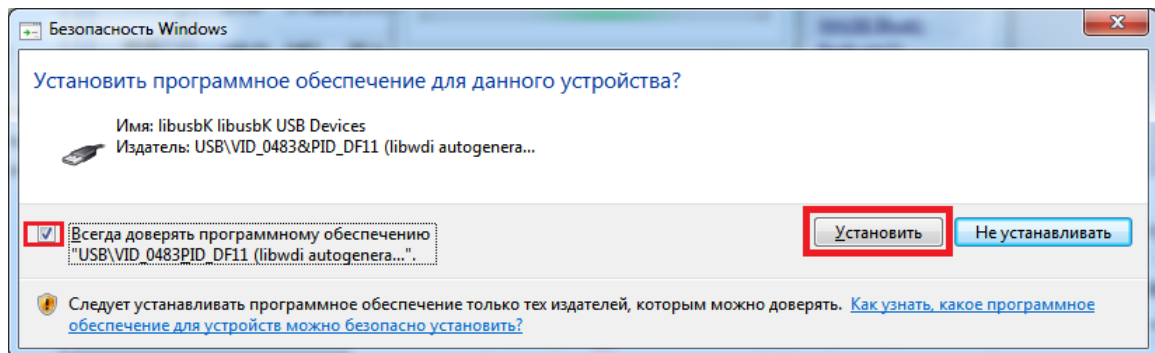 Безопасность Windows
Установить программное обеспечение для данного устройства?
Имя: libusbK libusbK USB Devices
Издатель: USB\VID_0483&PID_DF11 (libwdi autogenera...
Всегда доверять программному обеспечению
"USB\VID_0483PID_DF11 (libwdi autogenera...".
Установить
Не устанавливать
Следует устанавливать программное обеспечение только тех издателей, которым можно доверять. Как узнать, какое программное
обеспечение для устройств можно безопасно установить?